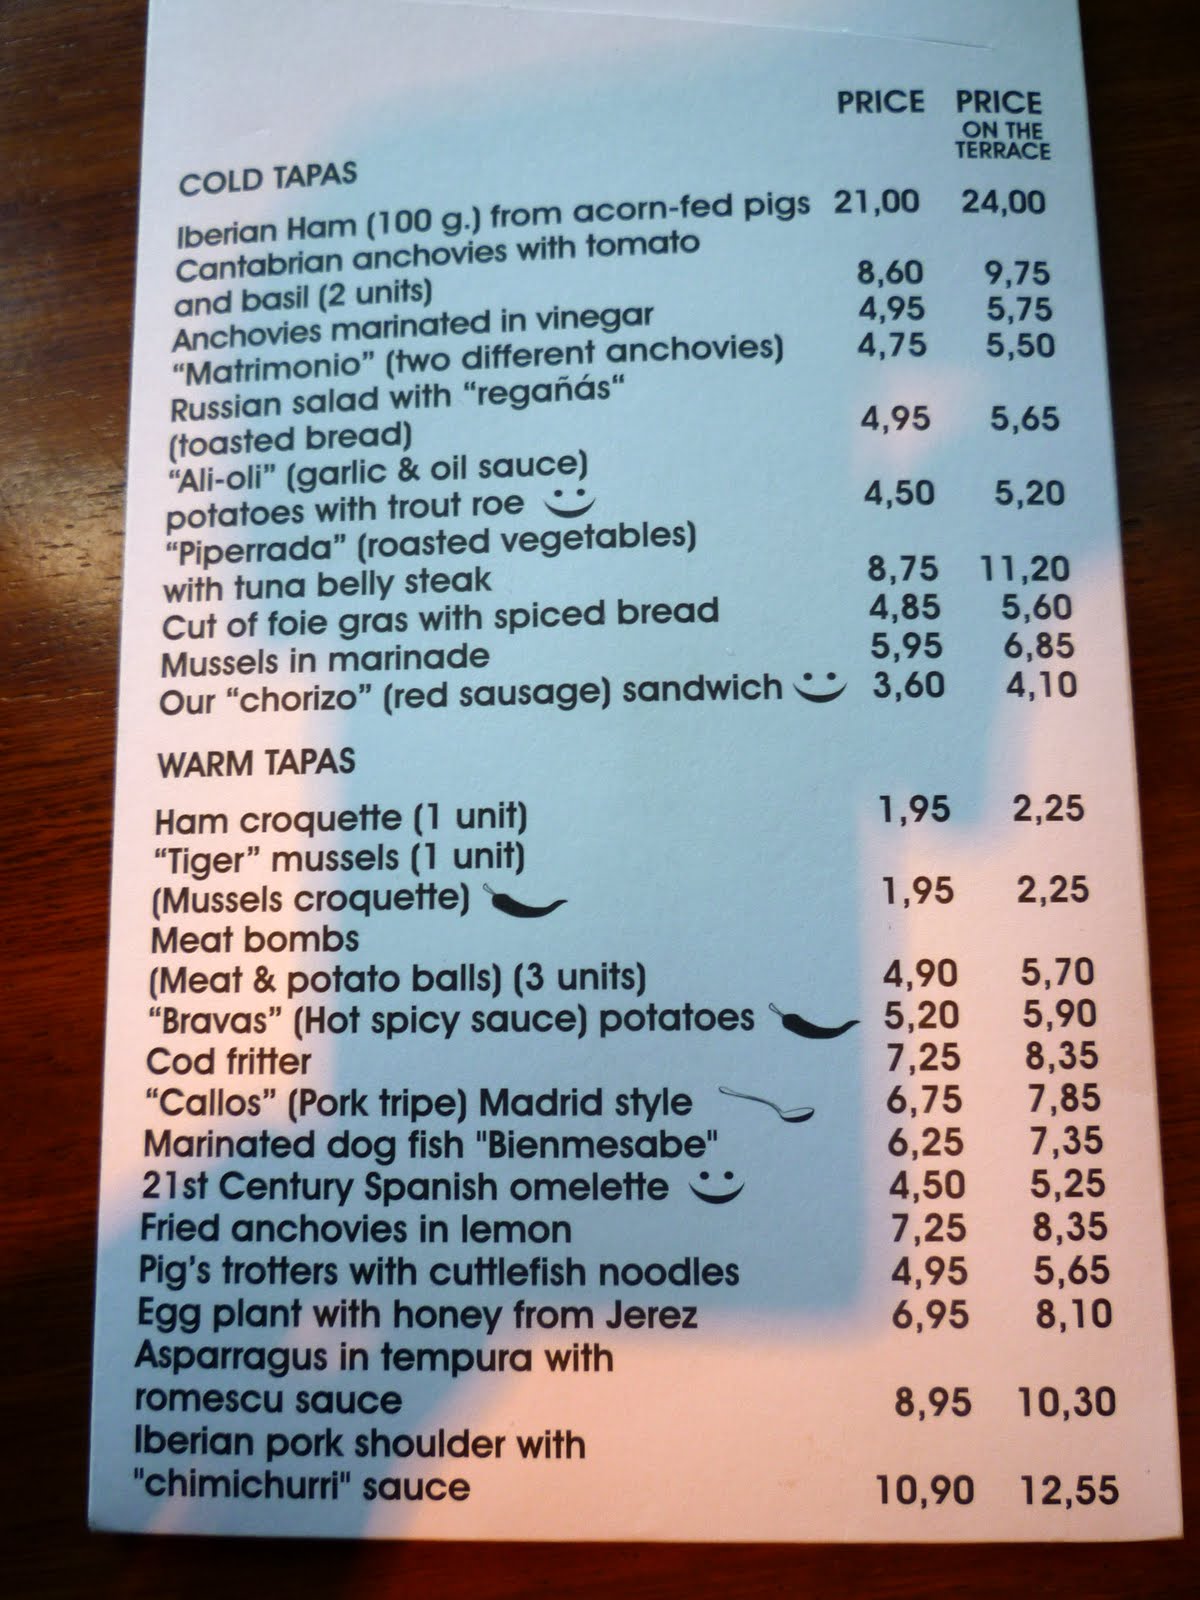 PRICE PRICE
ON THE
TERRACE
COLD TAPAS
Iberian Ham (100 g.) from acorn-fed pigs 21,00 24,00
Cantabrian anchovies with tomato
and basil (2 units) 8,60 9,75
Anchovies marinated in vinegar 4,95 5,75
“Matrimonio” (two different anchovies) 4,75 5,50
Russian salad with “regañás“
(toasted bread) 4,95 5,65
“Ali-oli” (garlic & oil sauce)
potatoes with trout roe 4,50 5,20
“Piperrada” (roasted vegetables)
with tuna belly steak 8,75 11,20
Cut of foie gras with spiced bread 4,85 5,60
Mussels in marinade 5,95 6,85
Our “chorizo” (red sausage) sandwich 3,60 4,10
WARM TAPAS
Ham croquette (1 unit) 1,95 2,25
“Tiger” mussels (1 unit)
(Mussels croquette) 1,95 2,25
Meat bombs
(Meat & potato balls) (3 units) 4,90 5,70
“Bravas” (Hot spicy sauce) potatoes 5,20 5,90
Cod fritter 7,25 8,35
“Callos” (Pork tripe) Madrid style 6,75 7,85
Marinated dog fish "Bienmesabe" 6,25 7,35
21st Century Spanish omelette 4,50 5,25
Fried anchovies in lemon 7,25 8,35
Pig’s trotters with cuttlefish noodles 4,95 5,65
Egg plant with honey from Jerez 6,95 8,10
Asparragus in tempura with
romescu sauce 8,95 10,30
Iberian pork shoulder with
"chimichurri" sauce 10,90 12,55